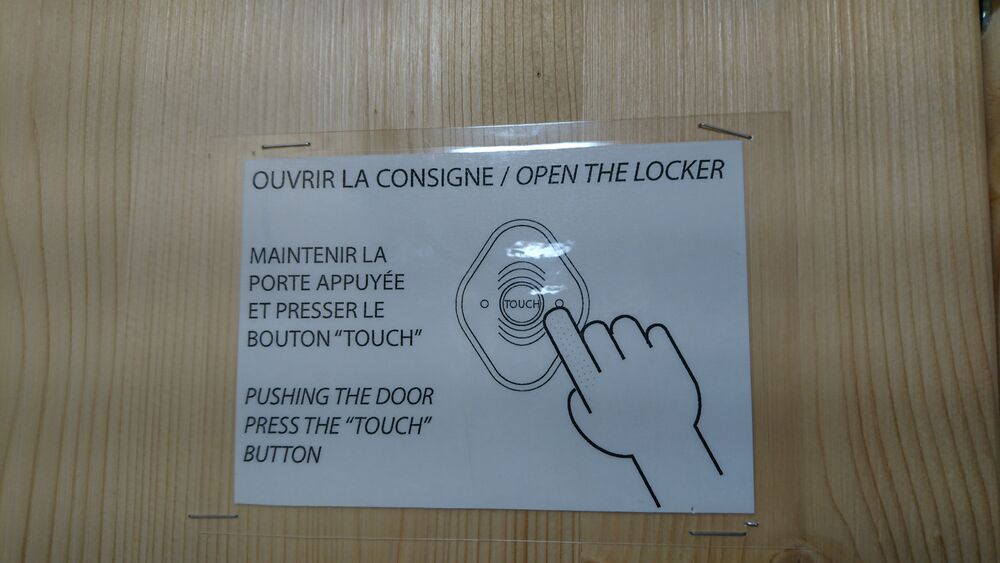 OUVRIR LA CONSIGNE / OPEN THE LOCKER
MAINTENIR LA
PORTE APPUYÉE
ET PRESSER LE
BOUTON “TOUCH”
TOUCH
PUSHING THE DOOR
PRESS THE “TOUCH”
BUTTON